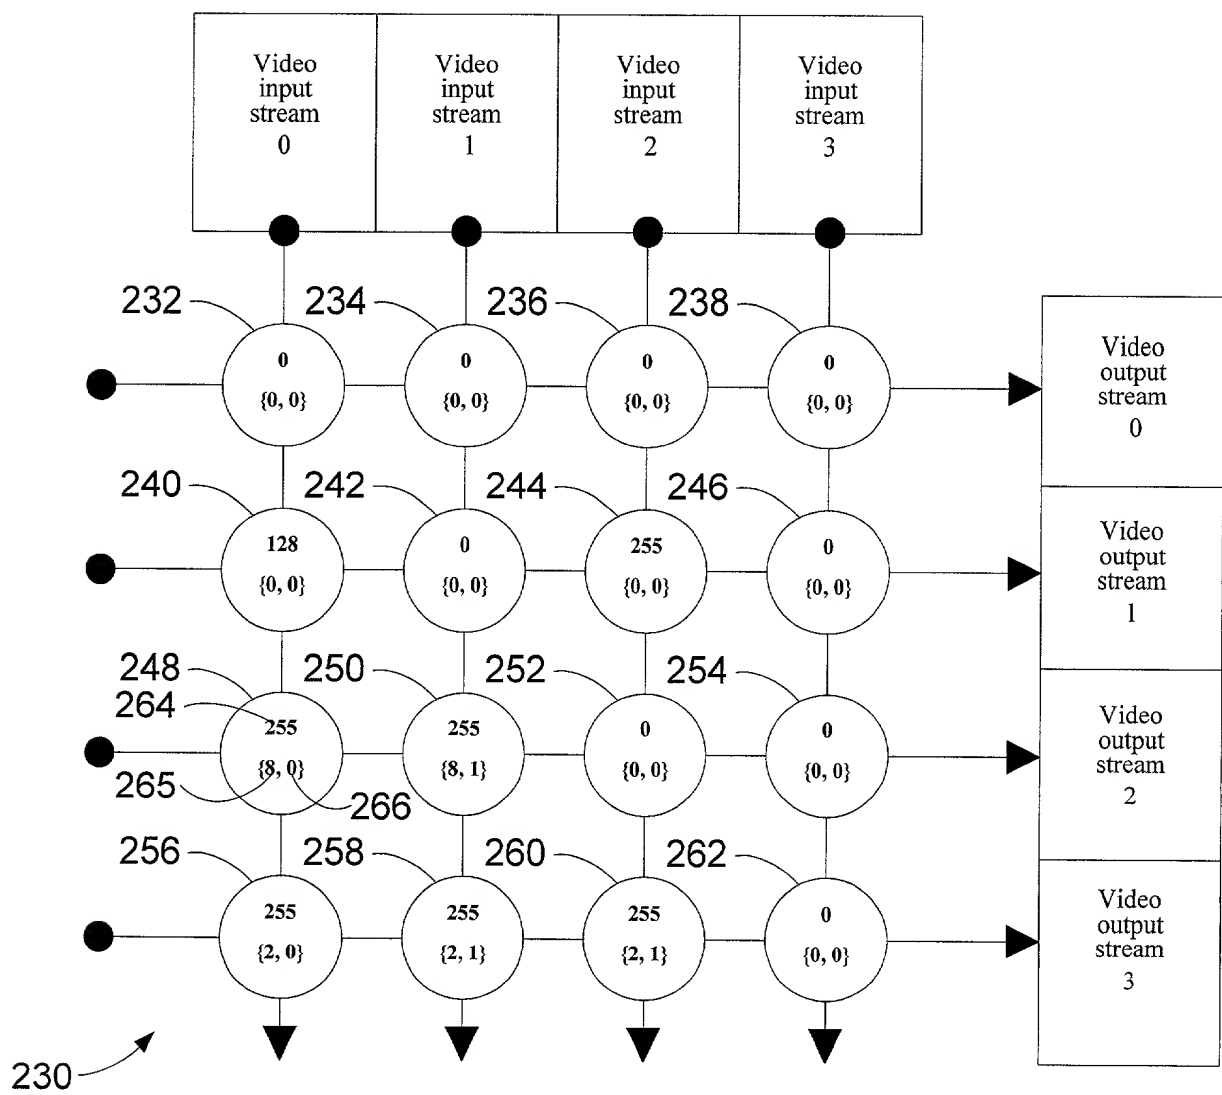 Video
input
stream
0
Video
input
stream
1
Video
input
stream
2
Video
input
stream
3
232
234
236
238
0
{0, 0}
0
{0, 0}
0
{0, 0}
0
{0, 0}
Video
output
stream
0
240
242
244
246
128
{0, 0}
0
{0, 0}
255
{0, 0}
0
{0, 0}
Video
output
stream
1
248
250
252
254
264
255
{8, 0}
255
{8, 1}
0
{0, 0}
0
{0, 0}
265
266
Video
output
stream
2
256
258
260
262
255
{2, 0}
255
{2, 1}
255
{2, 1}
0
{0, 0}
Video
output
stream
3
230